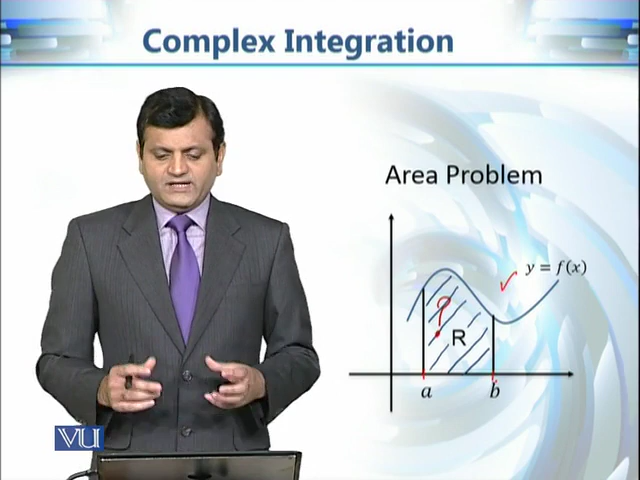 Complex Integration
Area Problem
y = f(x)
?
R
a
b
VU